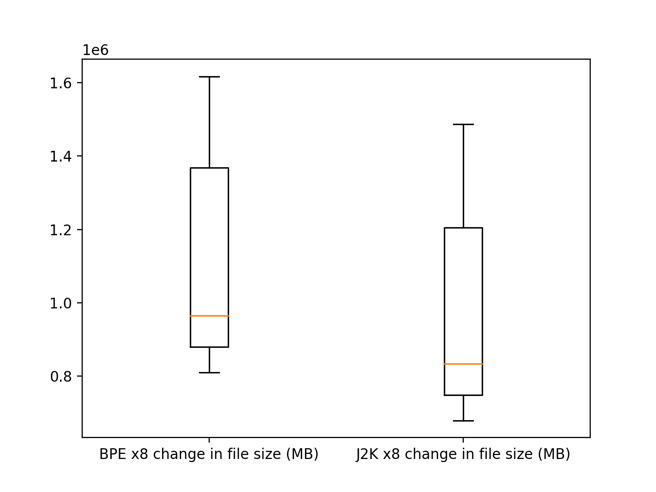 1e6
1.6
1.4
1.2
1.0
0.8
BPE x8 change in file size (MB)
J2K x8 change in file size (MB)